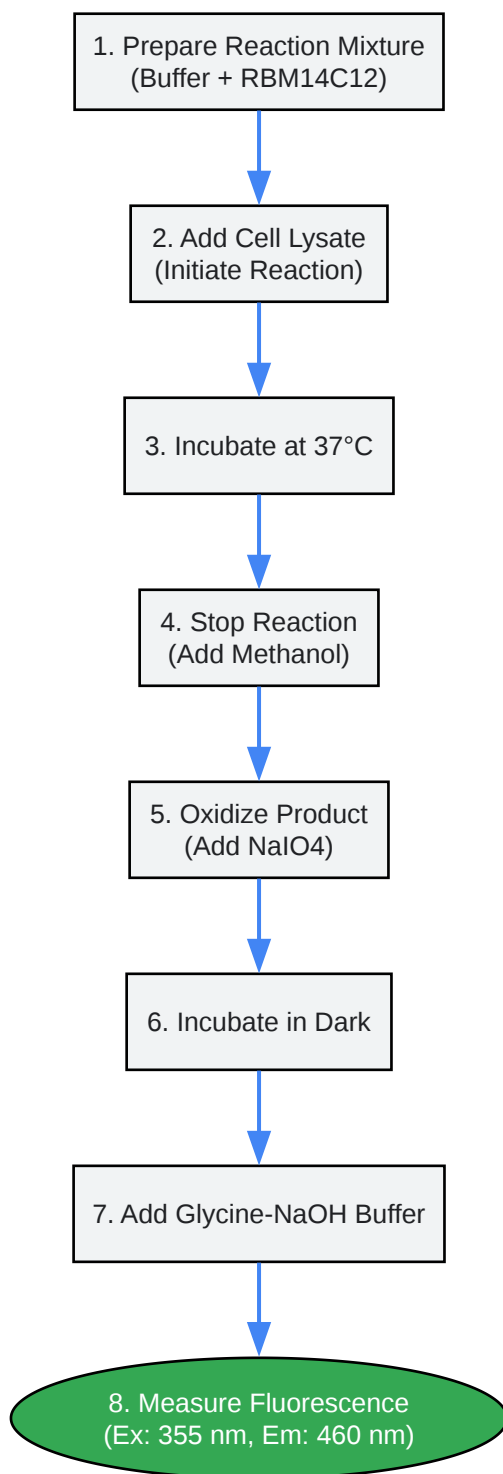 1. Prepare Reaction Mixture
(Buffer + RBM14C12)
2. Add Cell Lysate
(Initiate Reaction)
3. Incubate at 37°C
4. Stop Reaction
(Add Methanol)
5. Oxidize Product
(Add NaIO4)
6. Incubate in Dark
7. Add Glycine-NaOH Buffer
8. Measure Fluorescence
(Ex: 355 nm, Em: 460 nm)